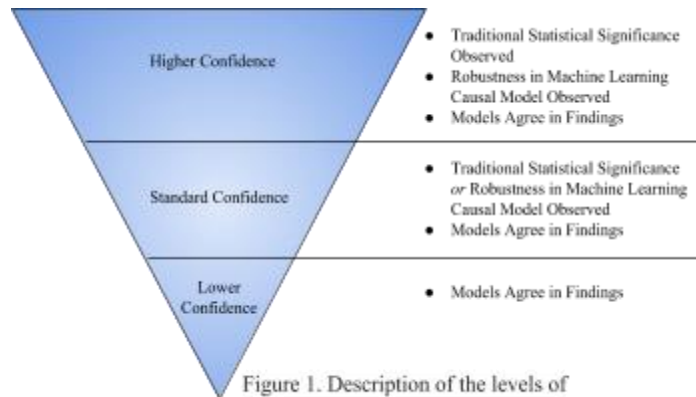 Higher Confidence
● Traditional Statistical Significance
Observed
● Robustness in Machine Learning
Causal Model Observed
● Models Agree in Findings
Standard Confidence
● Traditional Statistical Significance
or Robustness in Machine Learning
Causal Model Observed
● Models Agree in Findings
Lower
Confidence
● Models Agree in Findings
Figure 1. Description of the levels of